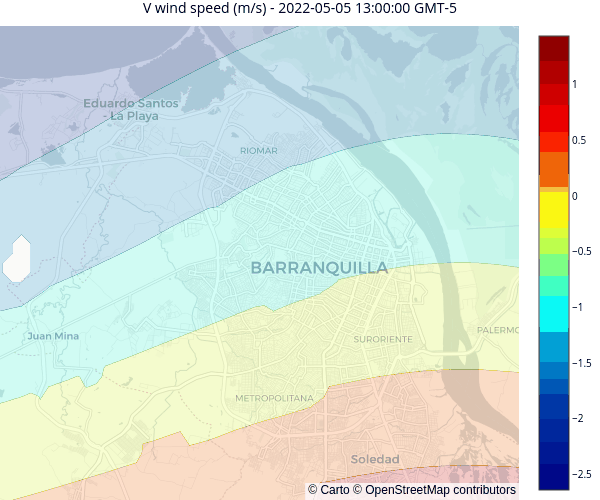 V wind speed (m/s) - 2022-05-05 13:00:00 GMT-5
Eduardo Santos
- La Playa
RIOMAR
BARRANQUILLA
Juan Mina
SURORIENTE
PALERMO
METROPOLITANA
Soledad
© Carto © OpenStreetMap contributors
1
0.5
0
−0.5
−1
−1.5
−2
−2.5